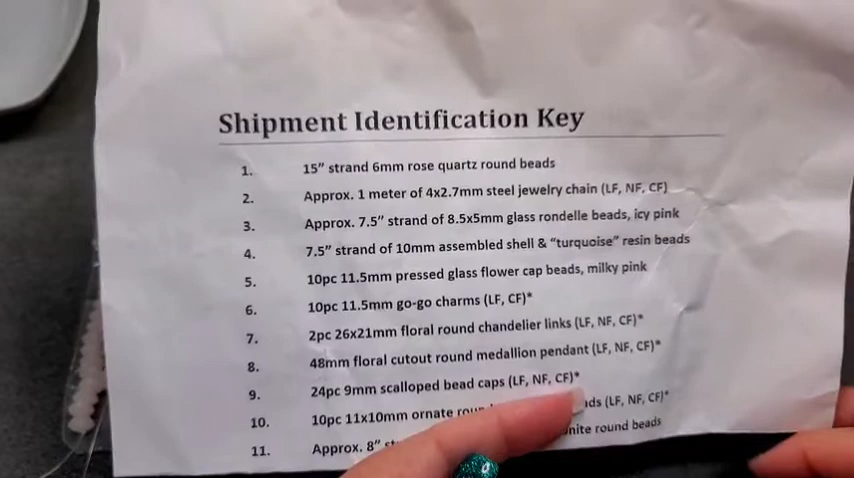 Shipment Identification Key
1. 15” strand 6mm rose quartz round beads
2. Approx. 1 meter of 4x2.7mm steel jewelry chain (LF, NF, CF)
3. Approx. 7.5” strand of 8.5x5mm glass rondelle beads, icy pink
4. 7.5” strand of 10mm assembled shell & “turquoise” resin beads
5. 10pc 11.5mm pressed glass flower cap beads, milky pink
6. 10pc 11.5mm go-go charms (LF, CF)*
7. 2pc 26x21mm floral round chandelier links (LF, NF, CF)*
8. 48mm floral cutout round medallion pendant (LF, NF, CF)*
9. 24pc 9mm scalloped bead caps (LF, NF, CF)*
10. 10pc 11x10mm ornate (LF, NF, CF)*
11. Approx. 8” round beads